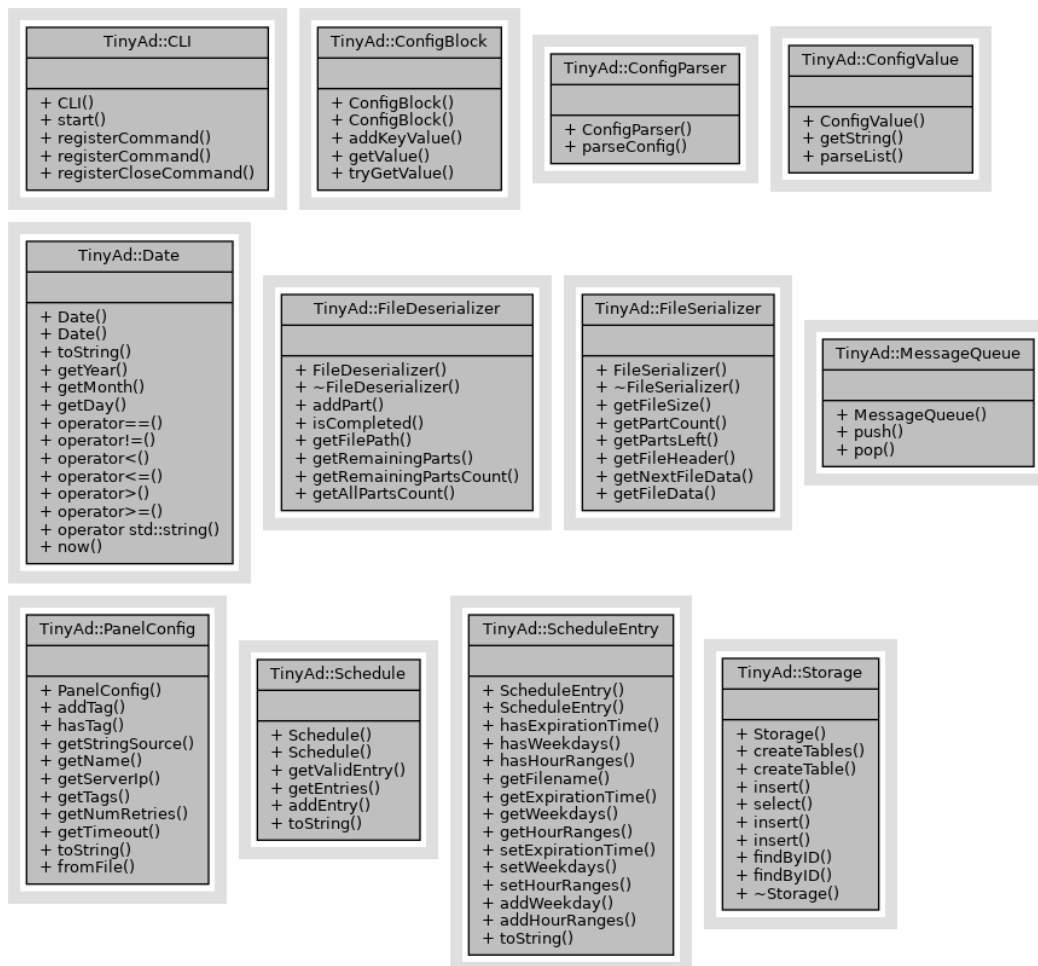 TinyAd::CLI
+ CLI()
+ start()
+ registerCommand()
+ registerCommand()
+ registerCloseCommand()
TinyAd::ConfigBlock
+ ConfigBlock()
+ ConfigBlock()
+ addKeyValue()
+ getValue()
+ tryGetValue()
TinyAd::ConfigParser
+ ConfigParser()
+ parseConfig()
TinyAd::ConfigValue
+ ConfigValue()
+ getString()
+ parseList()
TinyAd::Date
+ Date()
+ Date()
+ toString()
+ getYear()
+ getMonth()
+ getDay()
+ operator==()
+ operator!=()
+ operator<()
+ operator<=()
+ operator>()
+ operator>=()
+ operator std::string()
+ now()
TinyAd::FileDeserializer
+ FileDeserializer()
+ ~FileDeserializer()
+ addPart()
+ isCompleted()
+ getFilePath()
+ getRemainingParts()
+ getRemainingPartsCount()
+ getAllPartsCount()
TinyAd::FileSerializer
+ FileSerializer()
+ ~FileSerializer()
+ getFileSize()
+ getPartCount()
+ getPartsLeft()
+ getFileHeader()
+ getNextFileData()
+ getFileData()
TinyAd::MessageQueue
+ MessageQueue()
+ push()
+ pop()
TinyAd::PanelConfig
+ PanelConfig()
+ addTag()
+ hasTag()
+ getStringSource()
+ getName()
+ getServerIp()
+ getTags()
+ getNumRetries()
+ getTimeout()
+ toString()
+ fromFile()
TinyAd::Schedule
+ Schedule()
+ Schedule()
+ getValidEntry()
+ getEntries()
+ addEntry()
+ toString()
TinyAd::ScheduleEntry
+ ScheduleEntry()
+ ScheduleEntry()
+ hasExpirationTime()
+ hasWeekdays()
+ hasHourRanges()
+ getFilename()
+ getExpirationTime()
+ getWeekdays()
+ getHourRanges()
+ setExpirationTime()
+ setWeekdays()
+ setHourRanges()
+ addWeekday()
+ addHourRanges()
+ toString()
TinyAd::Storage
+ Storage()
+ createTables()
+ createTable()
+ insert()
+ select()
+ insert()
+ insert()
+ findByID()
+ findByID()
+ ~Storage()